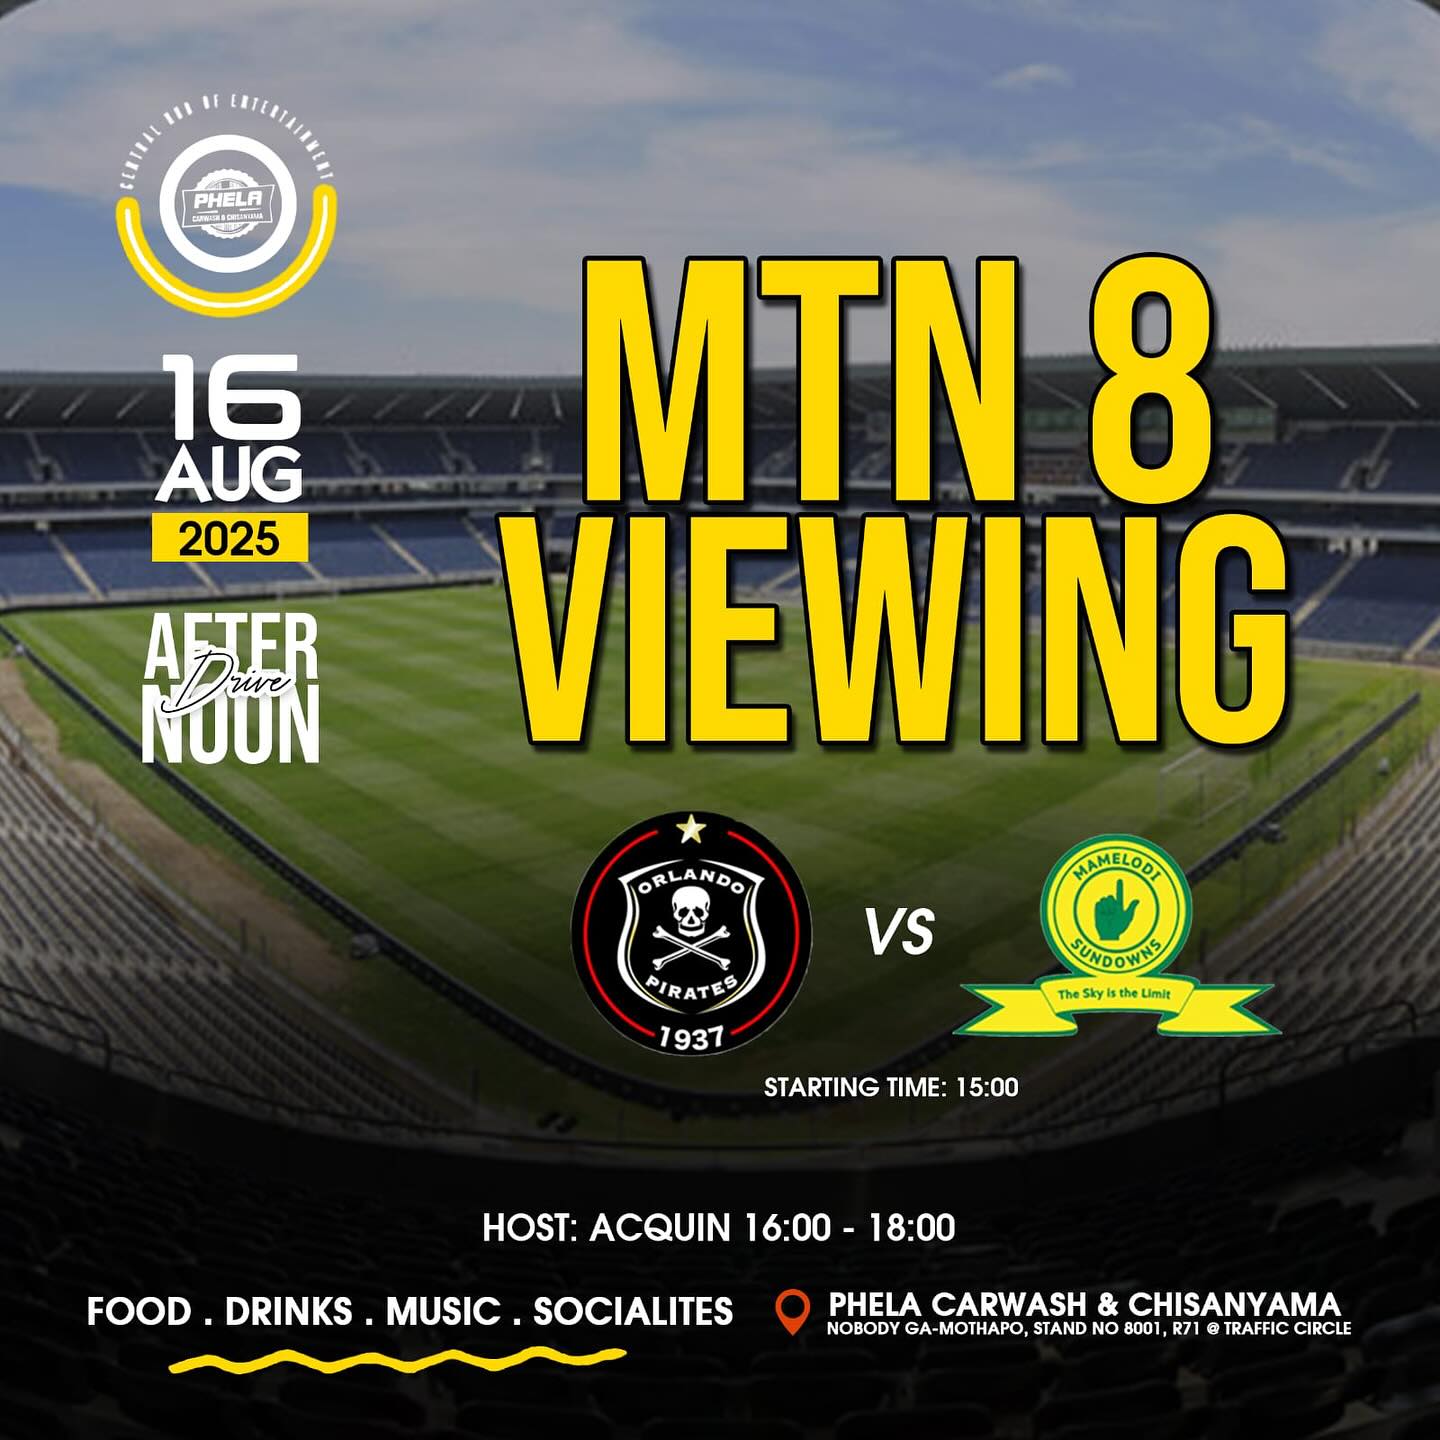 CENTRAL HUB OF ENTERTAINMENT
PHELA
CARWASH & CHISANYAMA
16
AUG
2025
AFTER
Drive
NOON
MTN 8
VIEWING
ORLANDO
PIRATES
1937
VS
MAMELODI
SUNDOWNS
The Sky is the Limit
STARTING TIME: 15:00
HOST: ACQUIN 16:00 - 18:00
FOOD . DRINKS . MUSIC . SOCIALITES
PHELA CARWASH & CHISANYAMA
NOBODY GA-MOTHAPO, STAND NO 8001, R71 @ TRAFFIC CIRCLE